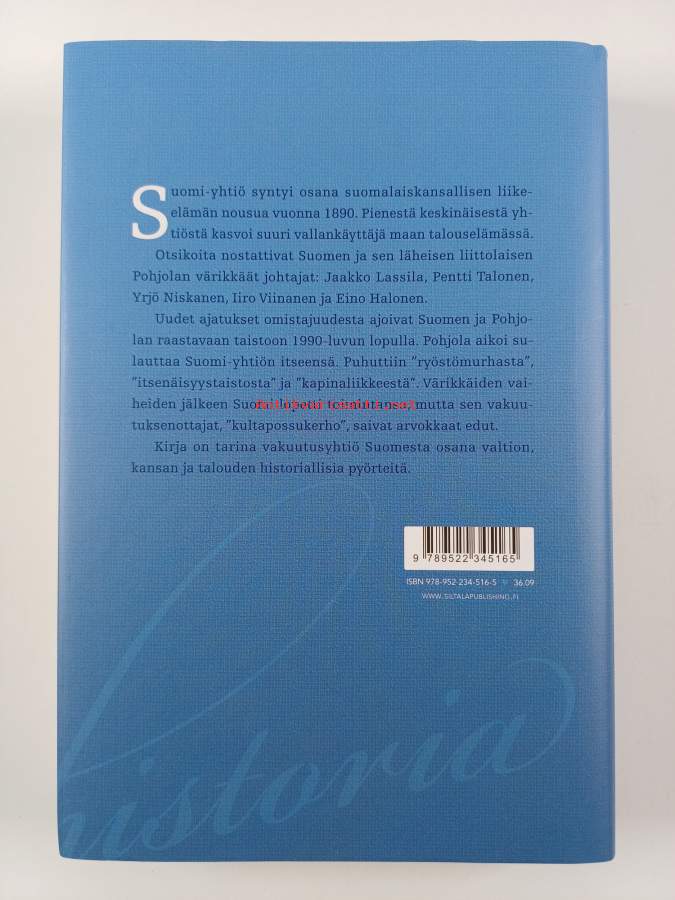 Suomi-yhtiö syntyi osana suomalaiskansallisen liike-
elämän nousua vuonna 1890. Pienestä keskinäisestä yh-
tiöstä kasvoi suuri vallankäyttäjä maan talouselämässä.
Otsikoita nostattivat Suomen ja sen läheisen liittolaisen
Pohjolan värikkäät johtajat: Jaakko Lassila, Pentti Talonen,
Yrjö Niskanen, Iiro Viinanen ja Eino Halonen.
Uudet ajatukset omistajuudesta ajoivat Suomen ja Pohjo-
lan raastavaan taistoon 1990-luvun lopulla. Pohjola aikoi su-
lauttaa Suomi-yhtiön itseensä. Puhuttiin ”ryöstömurhasta”,
”itsenäisyystaistosta” ja ”kapinaliikkeestä”. Värikkäiden vai-
heiden jälkeen Suomi lopetti toimintansa, mutta sen vakuu-
tuksenottajat, ”kultapossukerho”, saivat arvokkaat edut.
Kirja on tarina vakuutusyhtiö Suomesta osana valtion,
kansan ja talouden historiallisia pyörteitä.
9 789522 345165
ISBN 978-952-234-516-5 36.09
WWW.SILTALAPUBLISHING.FI
historia